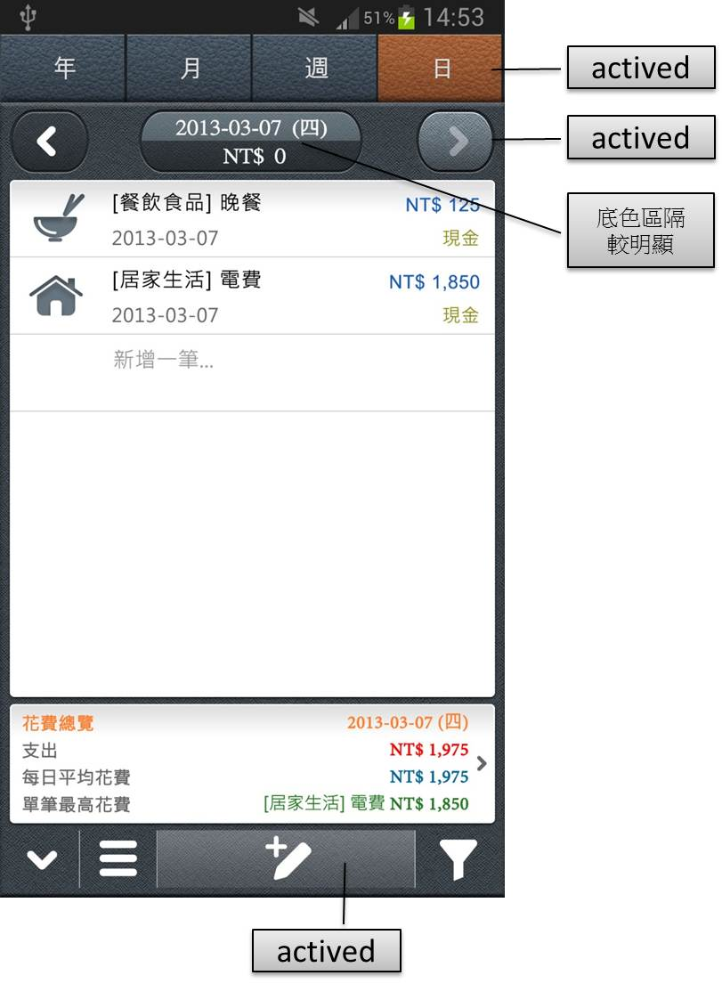 51% 14:53
年 月 週 日
actived
2013-03-07 (四)
NT$ 0
actived
底色區隔
較明顯
[餐飲食品] 晚餐 NT$ 125
2013-03-07 現金
[居家生活] 電費 NT$ 1,850
2013-03-07 現金
新增一筆...
花費總覽 2013-03-07 (四)
支出 NT$ 1,975
每日平均花費 NT$ 1,975
單筆最高花費 [居家生活] 電費 NT$ 1,850
actived